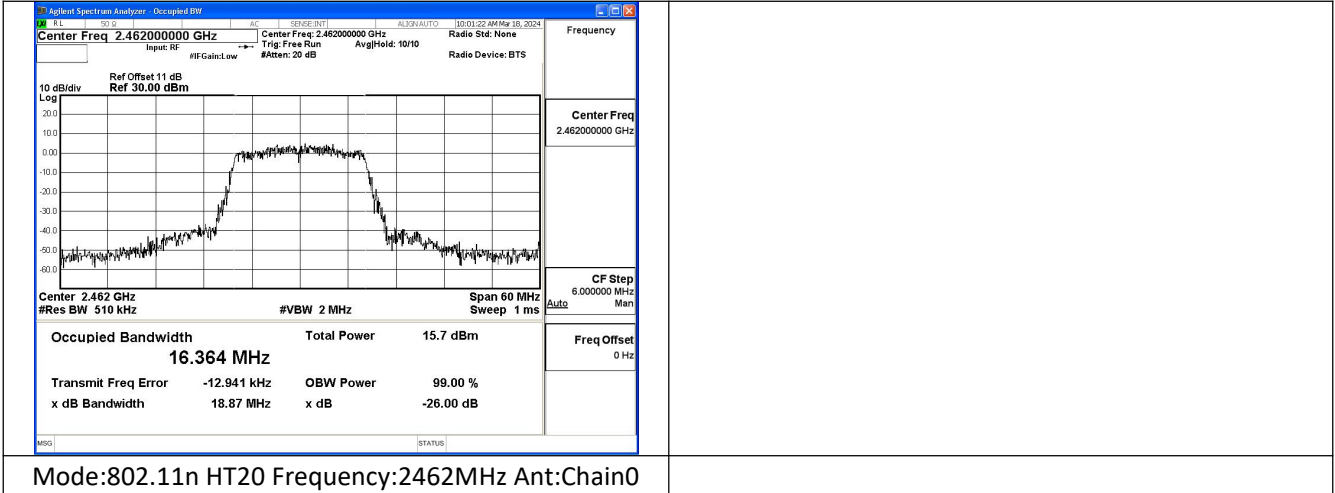 Agilent Spectrum Analyzer - Occupied BW
RL 50 Ω AC SENSE:INT ALIGN AUTO 10:01:22 AM Mar 18, 2024
Center Freq 2.462000000 GHz Center Freq: 2.462000000 GHz Radio Std: None
Input: RF Trig: Free Run Avg|Hold: 10/10
#IFGain:Low #Atten: 20 dB Radio Device: BTS
Ref Offset 11 dB
10 dB/div Ref 30.00 dBm
Log
20.0
10.0
0.00
-10.0
-20.0
-30.0
-40.0
-50.0
-60.0
Center 2.462 GHz Span 60 MHz
#Res BW 510 kHz #VBW 2 MHz Sweep 1 ms
Occupied Bandwidth Total Power 15.7 dBm
16.364 MHz
Transmit Freq Error -12.941 kHz OBW Power 99.00 %
x dB Bandwidth 18.87 MHz x dB -26.00 dB
MSG STATUS
Frequency
Center Freq
2.462000000 GHz
CF Step
6.000000 MHz
Auto Man
Freq Offset
0 Hz
Mode:802.11n HT20 Frequency:2462MHz Ant:Chain0